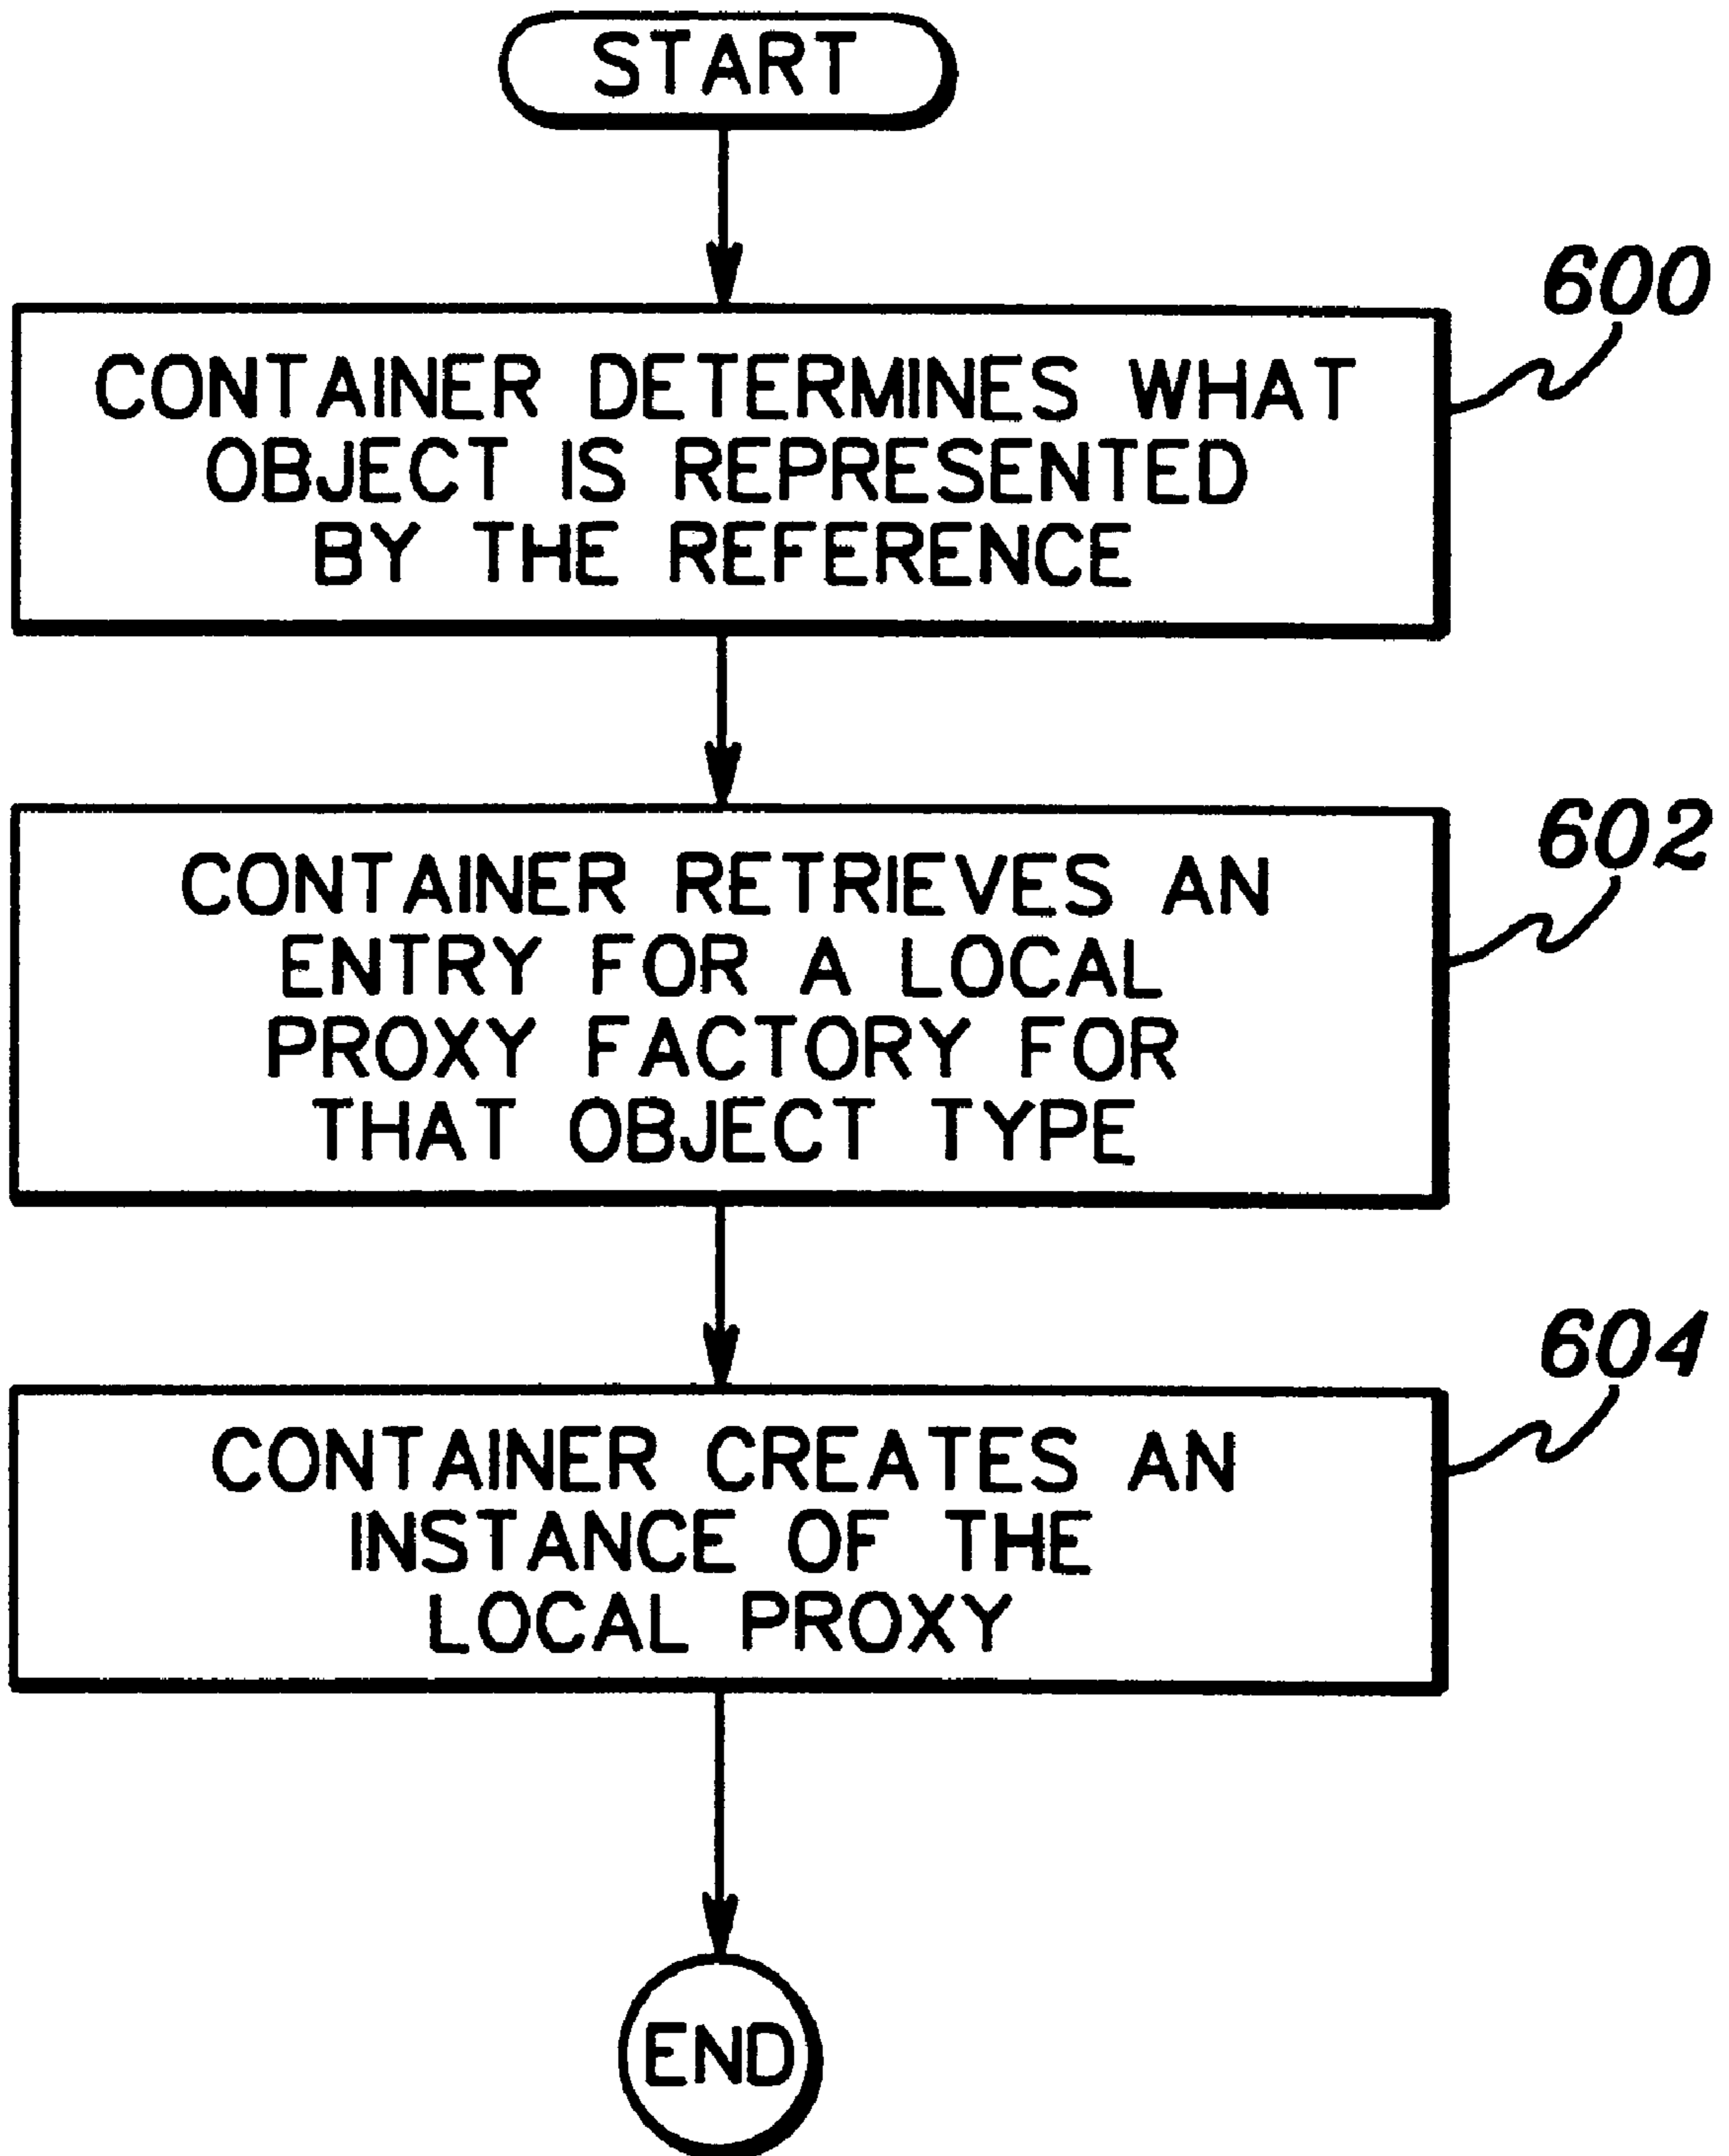 START
600
CONTAINER DETERMINES WHAT
OBJECT IS REPRESENTED
BY THE REFERENCE
602
CONTAINER RETRIEVES AN
ENTRY FOR A LOCAL
PROXY FACTORY FOR
THAT OBJECT TYPE
604
CONTAINER CREATES AN
INSTANCE OF THE
LOCAL PROXY
END